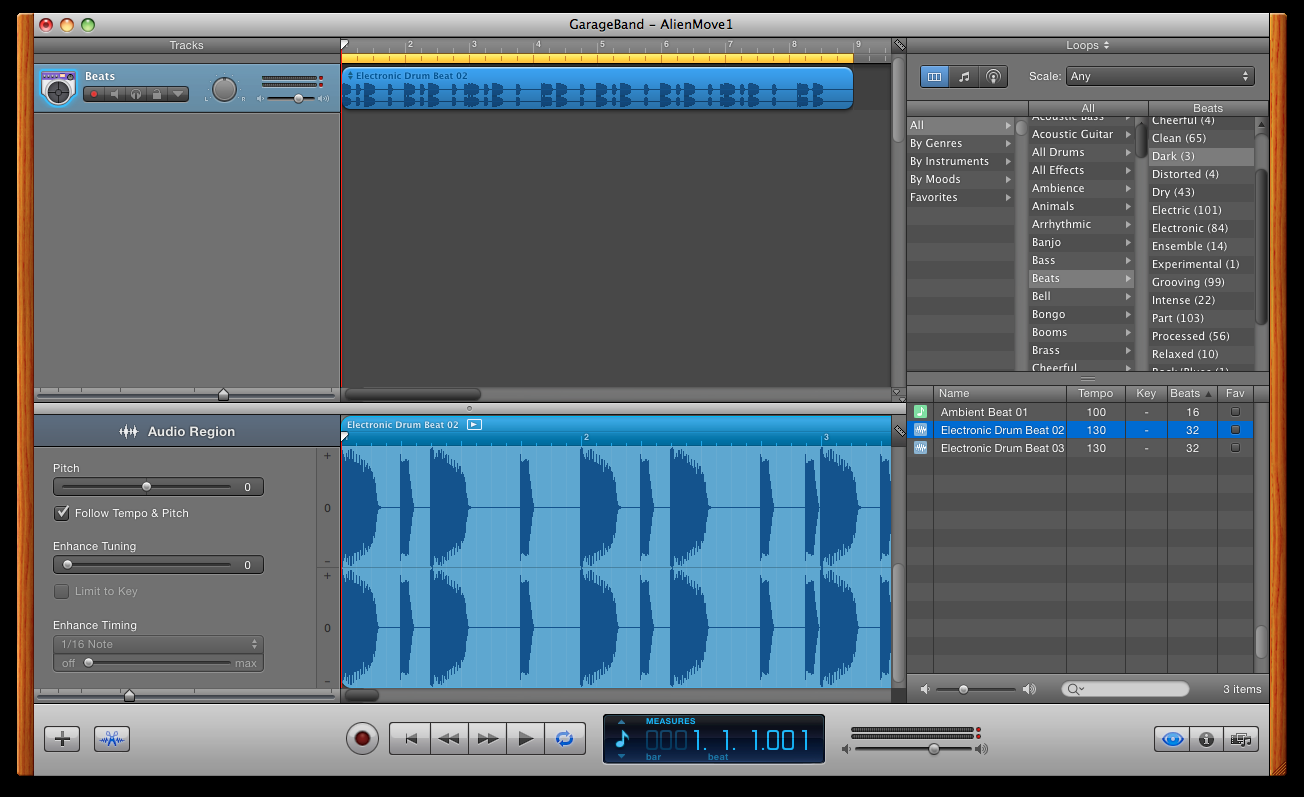 GarageBand – AlienMove1
Tracks
Beats
L R
2 3 4 5 6 7 8 9
Electronic Drum Beat 02
Loops
Scale: Any
All Beats
All
By Genres
By Instruments
By Moods
Favorites
Acoustic Bass
Acoustic Guitar
All Drums
All Effects
Ambience
Animals
Arrhythmic
Banjo
Bass
Beats
Bell
Bongo
Booms
Brass
Cheerful
Cheerful (4)
Clean (65)
Dark (3)
Distorted (4)
Dry (43)
Electric (101)
Electronic (84)
Ensemble (14)
Experimental (1)
Grooving (99)
Intense (22)
Part (103)
Processed (56)
Relaxed (10)
Rock/Blues (1)
Name Tempo Key Beats Fav
Ambient Beat 01 100 - 16
Electronic Drum Beat 02 130 - 32
Electronic Drum Beat 03 130 - 32
3 items
Audio Region
Pitch
0
Follow Tempo & Pitch
Enhance Tuning
0
Limit to Key
Enhance Timing
1/16 Note
off max
+
0
-
+
0
-
Electronic Drum Beat 02
2 3
MEASURES
0001. 1. 1.001
bar beat